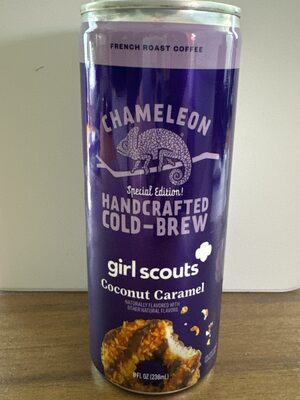 FRENCH ROAST COFFEE
CHAMELEON
Special Edition!
HANDCRAFTED
COLD-BREW
girl scouts
Coconut Caramel
NATURALLY FLAVORED WITH
OTHER NATURAL FLAVORS
8 FL OZ (236mL)